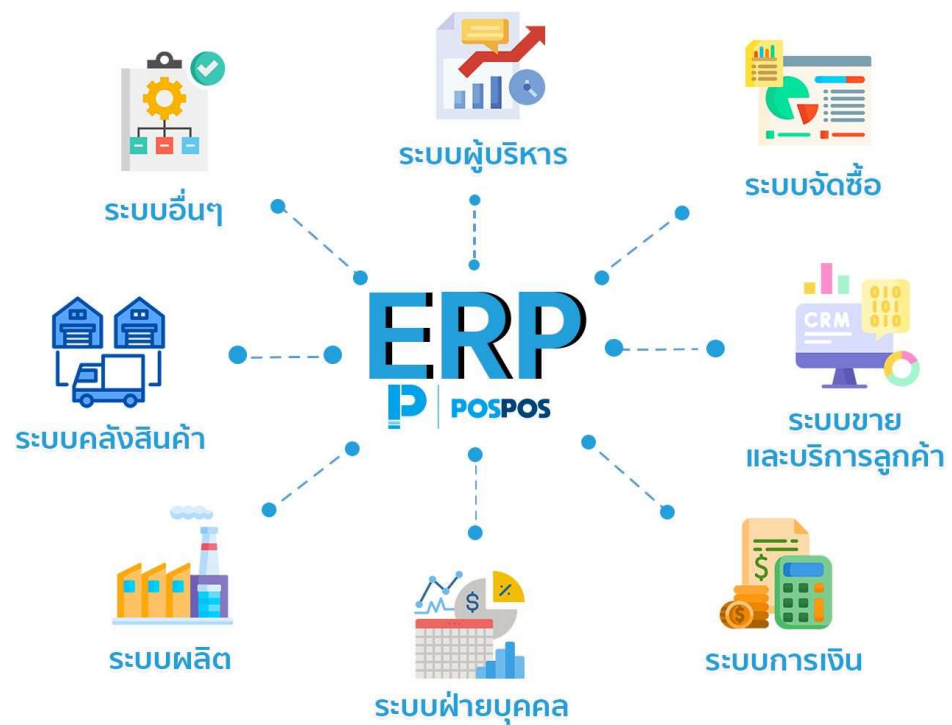 ระบบผู้บริหาร
ระบบจัดซื้อ
ระบบอื่นๆ
CRM
010
101
010
ERP
POSPOS
ระบบคลังสินค้า
ระบบขาย
และบริการลูกค้า
$
$
ระบบผลิต
$
%
ระบบการเงิน
ระบบฝ่ายบุคคล